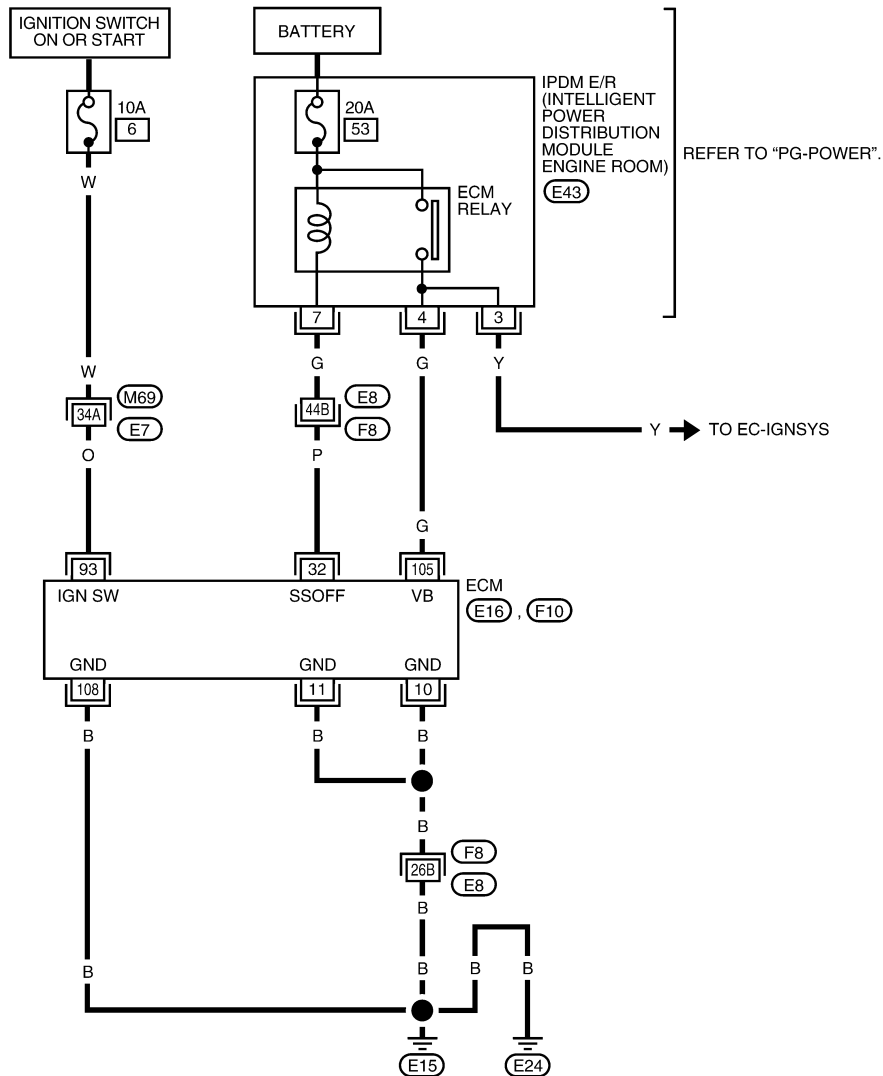 IGNITION SWITCH
ON OR START
BATTERY
10A
6
20A
53
IPDM E/R
(INTELLIGENT
POWER
DISTRIBUTION
MODULE
ENGINE ROOM)
E43
REFER TO “PG-POWER”.
ECM
RELAY
W
7
4
3
G
G
Y
W
34A
M69
E7
44B
E8
F8
Y
TO EC-IGNSYS
O
P
G
93
32
105
IGN SW
SSOFF
VB
ECM
E16 , F10
GND
GND
GND
108
11
10
B
B
B
B
26B
F8
E8
B
B
B
B
B
E15
E24